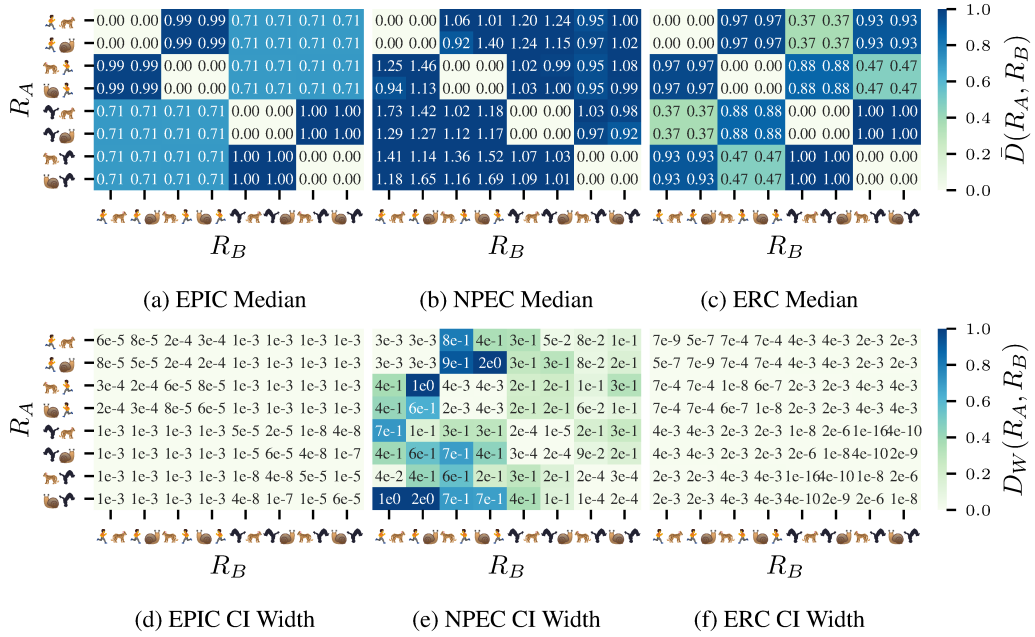 0.00 0.00 0.99 0.99 0.71 0.71 0.71 0.71 0.00 0.00 1.06 1.01 1.20 1.24 0.95 1.00 0.00 0.00 0.97 0.97 0.37 0.37 0.93 0.93
0.00 0.00 0.99 0.99 0.71 0.71 0.71 0.71 0.00 0.00 0.92 1.40 1.24 1.15 0.97 1.02 0.00 0.00 0.97 0.97 0.37 0.37 0.93 0.93
0.99 0.99 0.00 0.00 0.71 0.71 0.71 0.71 1.25 1.46 0.00 0.00 1.02 0.99 0.95 1.08 0.97 0.97 0.00 0.00 0.88 0.88 0.47 0.47
0.99 0.99 0.00 0.00 0.71 0.71 0.71 0.71 0.94 1.13 0.00 0.00 1.03 1.00 0.95 0.99 0.97 0.97 0.00 0.00 0.88 0.88 0.47 0.47
0.71 0.71 0.71 0.71 0.00 0.00 1.00 1.00 1.73 1.42 1.02 1.18 0.00 0.00 1.03 0.98 0.37 0.37 0.88 0.88 0.00 0.00 1.00 1.00
0.71 0.71 0.71 0.71 0.00 0.00 1.00 1.00 1.29 1.27 1.12 1.17 0.00 0.00 0.97 0.92 0.37 0.37 0.88 0.88 0.00 0.00 1.00 1.00
0.71 0.71 0.71 0.71 1.00 1.00 0.00 0.00 1.41 1.14 1.36 1.52 1.07 1.03 0.00 0.00 0.93 0.93 0.47 0.47 1.00 1.00 0.00 0.00
0.71 0.71 0.71 0.71 1.00 1.00 0.00 0.00 1.18 1.65 1.16 1.69 1.09 1.01 0.00 0.00 0.93 0.93 0.47 0.47 1.00 1.00 0.00 0.00
R_A
1.0
0.8
0.6
0.4
0.2
0.0
D̄(R_A, R_B)
R_B R_B R_B
(a) EPIC Median (b) NPEC Median (c) ERC Median
6e-5 8e-5 2e-4 3e-4 1e-3 1e-3 1e-3 1e-3 3e-3 3e-3 8e-1 4e-1 3e-1 5e-2 8e-2 1e-1 7e-9 5e-7 7e-4 7e-4 2e-3 4e-3 2e-3 2e-3
8e-5 5e-5 2e-4 3e-4 1e-3 1e-3 1e-3 1e-3 3e-3 3e-3 9e-1 2e0 3e-1 3e-1 2e-1 1e-1 5e-7 7e-9 7e-4 7e-4 2e-3 4e-3 2e-3 3e-3
3e-4 2e-4 6e-5 8e-5 1e-3 1e-3 1e-3 1e-3 4e-1 1e0 4e-3 4e-3 2e-1 2e-1 1e-1 3e-1 7e-4 7e-4 1e-8 6e-7 2e-3 2e-3 4e-3 4e-3
2e-4 3e-4 8e-5 6e-5 1e-3 1e-3 1e-3 1e-3 4e-1 6e-1 2e-3 4e-3 2e-1 2e-1 6e-2 1e-1 7e-4 7e-4 6e-7 1e-8 2e-3 2e-3 4e-3 4e-3
1e-3 1e-3 1e-3 1e-3 5e-5 2e-5 1e-8 4e-8 7e-1 1e-1 3e-1 3e-1 2e-4 1e-5 2e-1 3e-1 4e-3 2e-3 2e-3 2e-3 1e-8 2e-6 1e-16 4e-10
1e-3 1e-3 1e-3 1e-3 1e-5 6e-5 4e-8 1e-7 4e-1 6e-1 7e-1 4e-1 3e-4 2e-4 9e-2 2e-1 4e-3 4e-3 2e-3 2e-3 2e-6 1e-8 4e-10 2e-9
1e-3 1e-3 1e-3 1e-3 1e-8 4e-8 5e-5 1e-5 4e-2 4e-1 6e-1 2e-1 3e-1 1e-1 2e-4 3e-4 2e-3 2e-3 4e-3 4e-3 1e-16 4e-10 1e-8 2e-6
1e-3 1e-3 1e-3 1e-3 4e-8 1e-7 1e-5 6e-5 1e0 2e0 7e-1 7e-1 4e-1 1e-1 1e-4 2e-4 2e-3 3e-3 4e-3 4e-3 4e-10 2e-9 2e-6 1e-8
R_A
1.0
0.8
0.6
0.4
0.2
0.0
D_W(R_A, R_B)
R_B R_B R_B
(d) EPIC CI Width (e) NPEC CI Width (f) ERC CI Width